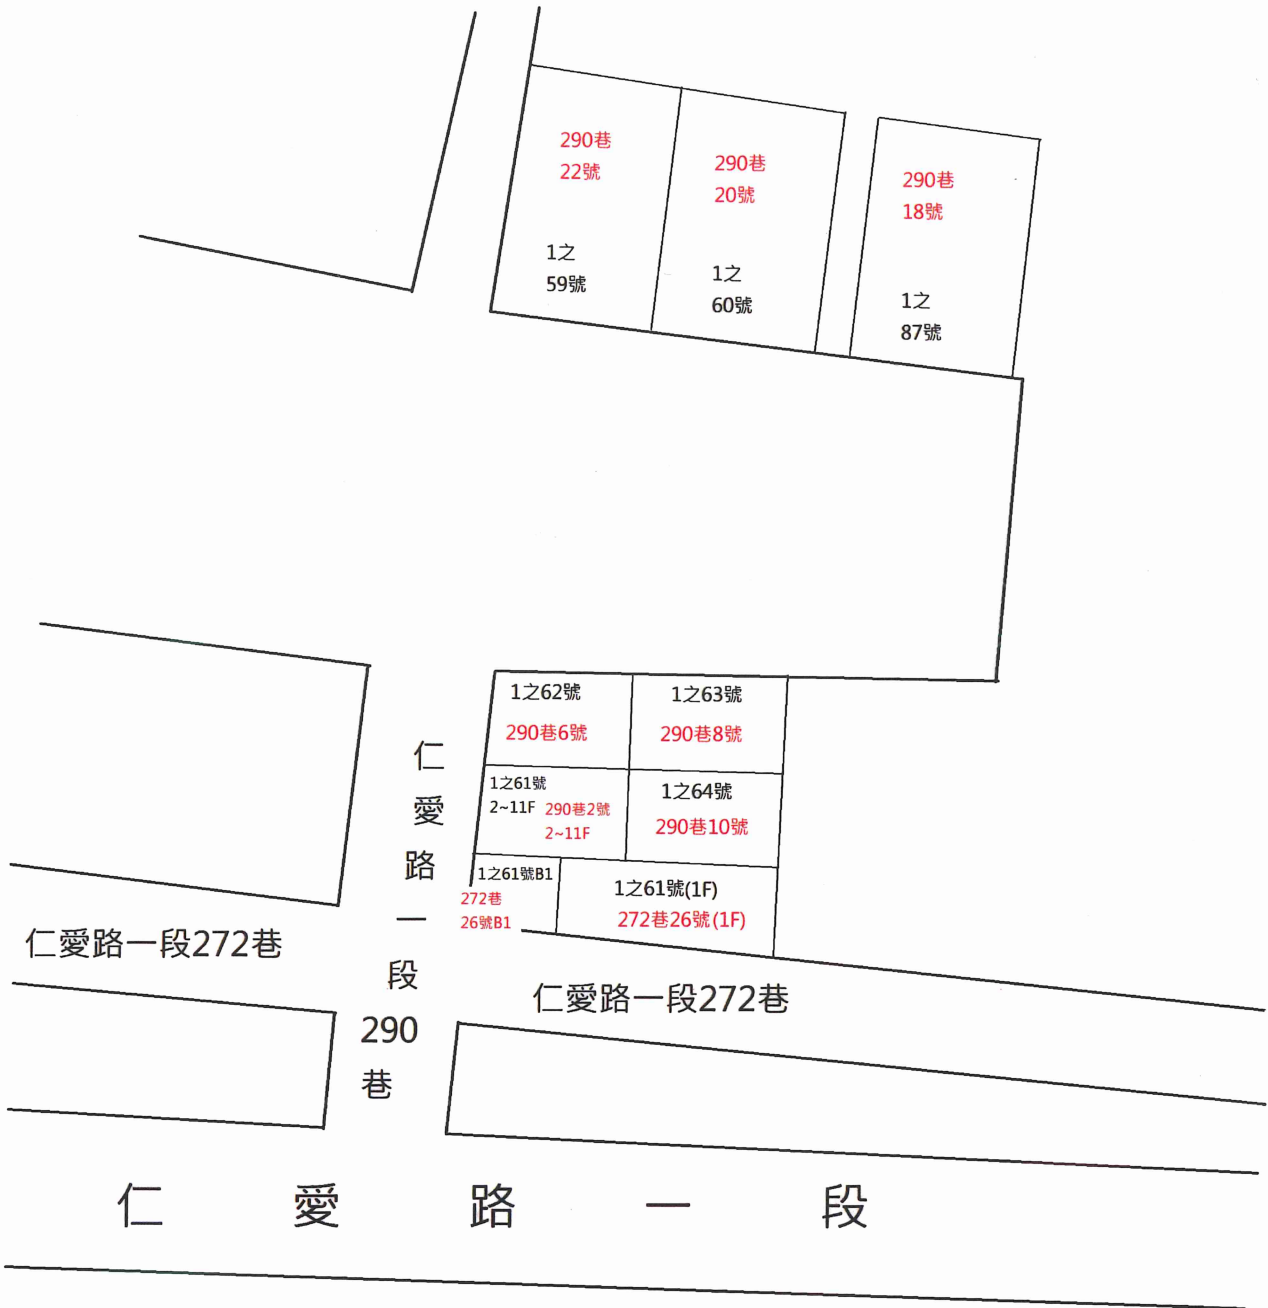 290巷
22號
1之
59號
290巷
20號
1之
60號
290巷
18號
1之
87號
1之62號
290巷6號
1之63號
290巷8號
1之61號
2~11F
290巷2號
2~11F
1之64號
290巷10號
1之61號B1
272巷
26號B1
1之61號(1F)
272巷26號(1F)
仁
愛
路
一
段
290
巷
仁愛路一段272巷
仁愛路一段272巷
仁愛路一段